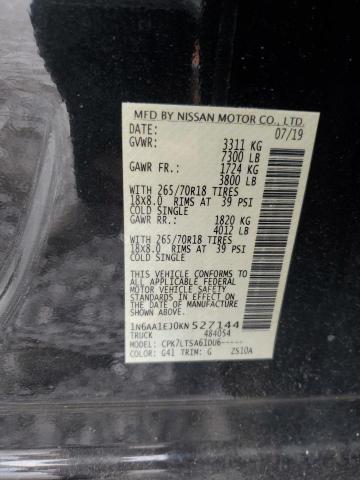 MFD BY NISSAN MOTOR CO., LTD.
DATE: 07/19
GVWR: 3311 KG
7300 LB
GAWR FR.: 1724 KG
3800 LB
WITH 265/70R18 TIRES
18x8.0 RIMS AT 39 PSI
COLD SINGLE
GAWR RR.: 1820 KG
4012 LB
WITH 265/70R18 TIRES
18x8.0 RIMS AT 39 PSI
COLD SINGLE
THIS VEHICLE CONFORMS TO
ALL APPLICABLE FEDERAL
MOTOR VEHICLE SAFETY
STANDARDS IN EFFECT ON THE
DATE OF MANUFACTURE SHOWN
ABOVE.
1N6AA1EJ0KN527144
TRUCK 484054
MODEL: CPK7LTSA61DU6-----
COLOR: G41 TRIM: G ZS10A